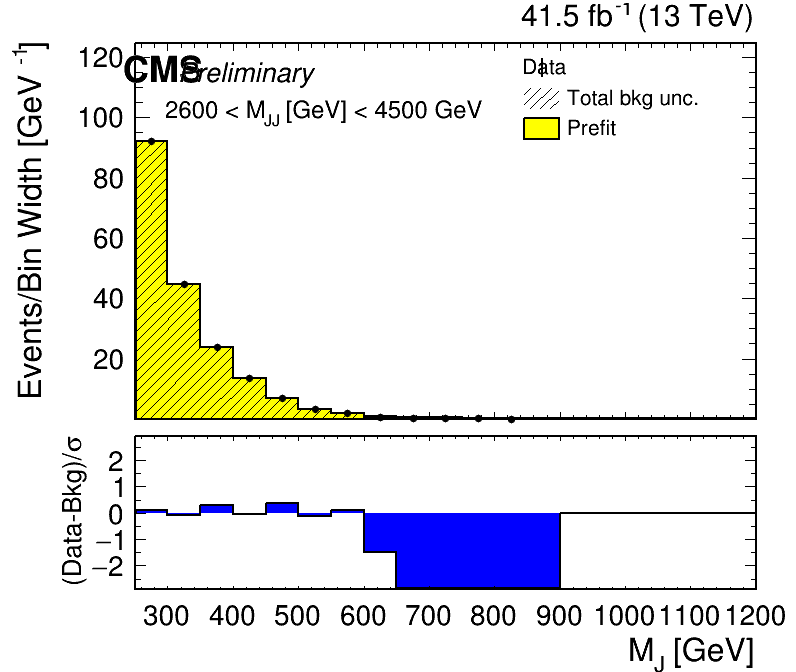 41.5 fb⁻¹ (13 TeV)
Events/Bin Width [GeV⁻¹]
120
100
80
60
40
20
CMS Preliminary
2600 < M_JJ [GeV] < 4500 GeV
Data
Total bkg unc.
Prefit
(Data-Bkg)/σ
2
1
0
−1
−2
300 400 500 600 700 800 900 1000 1100 1200
M_J [GeV]